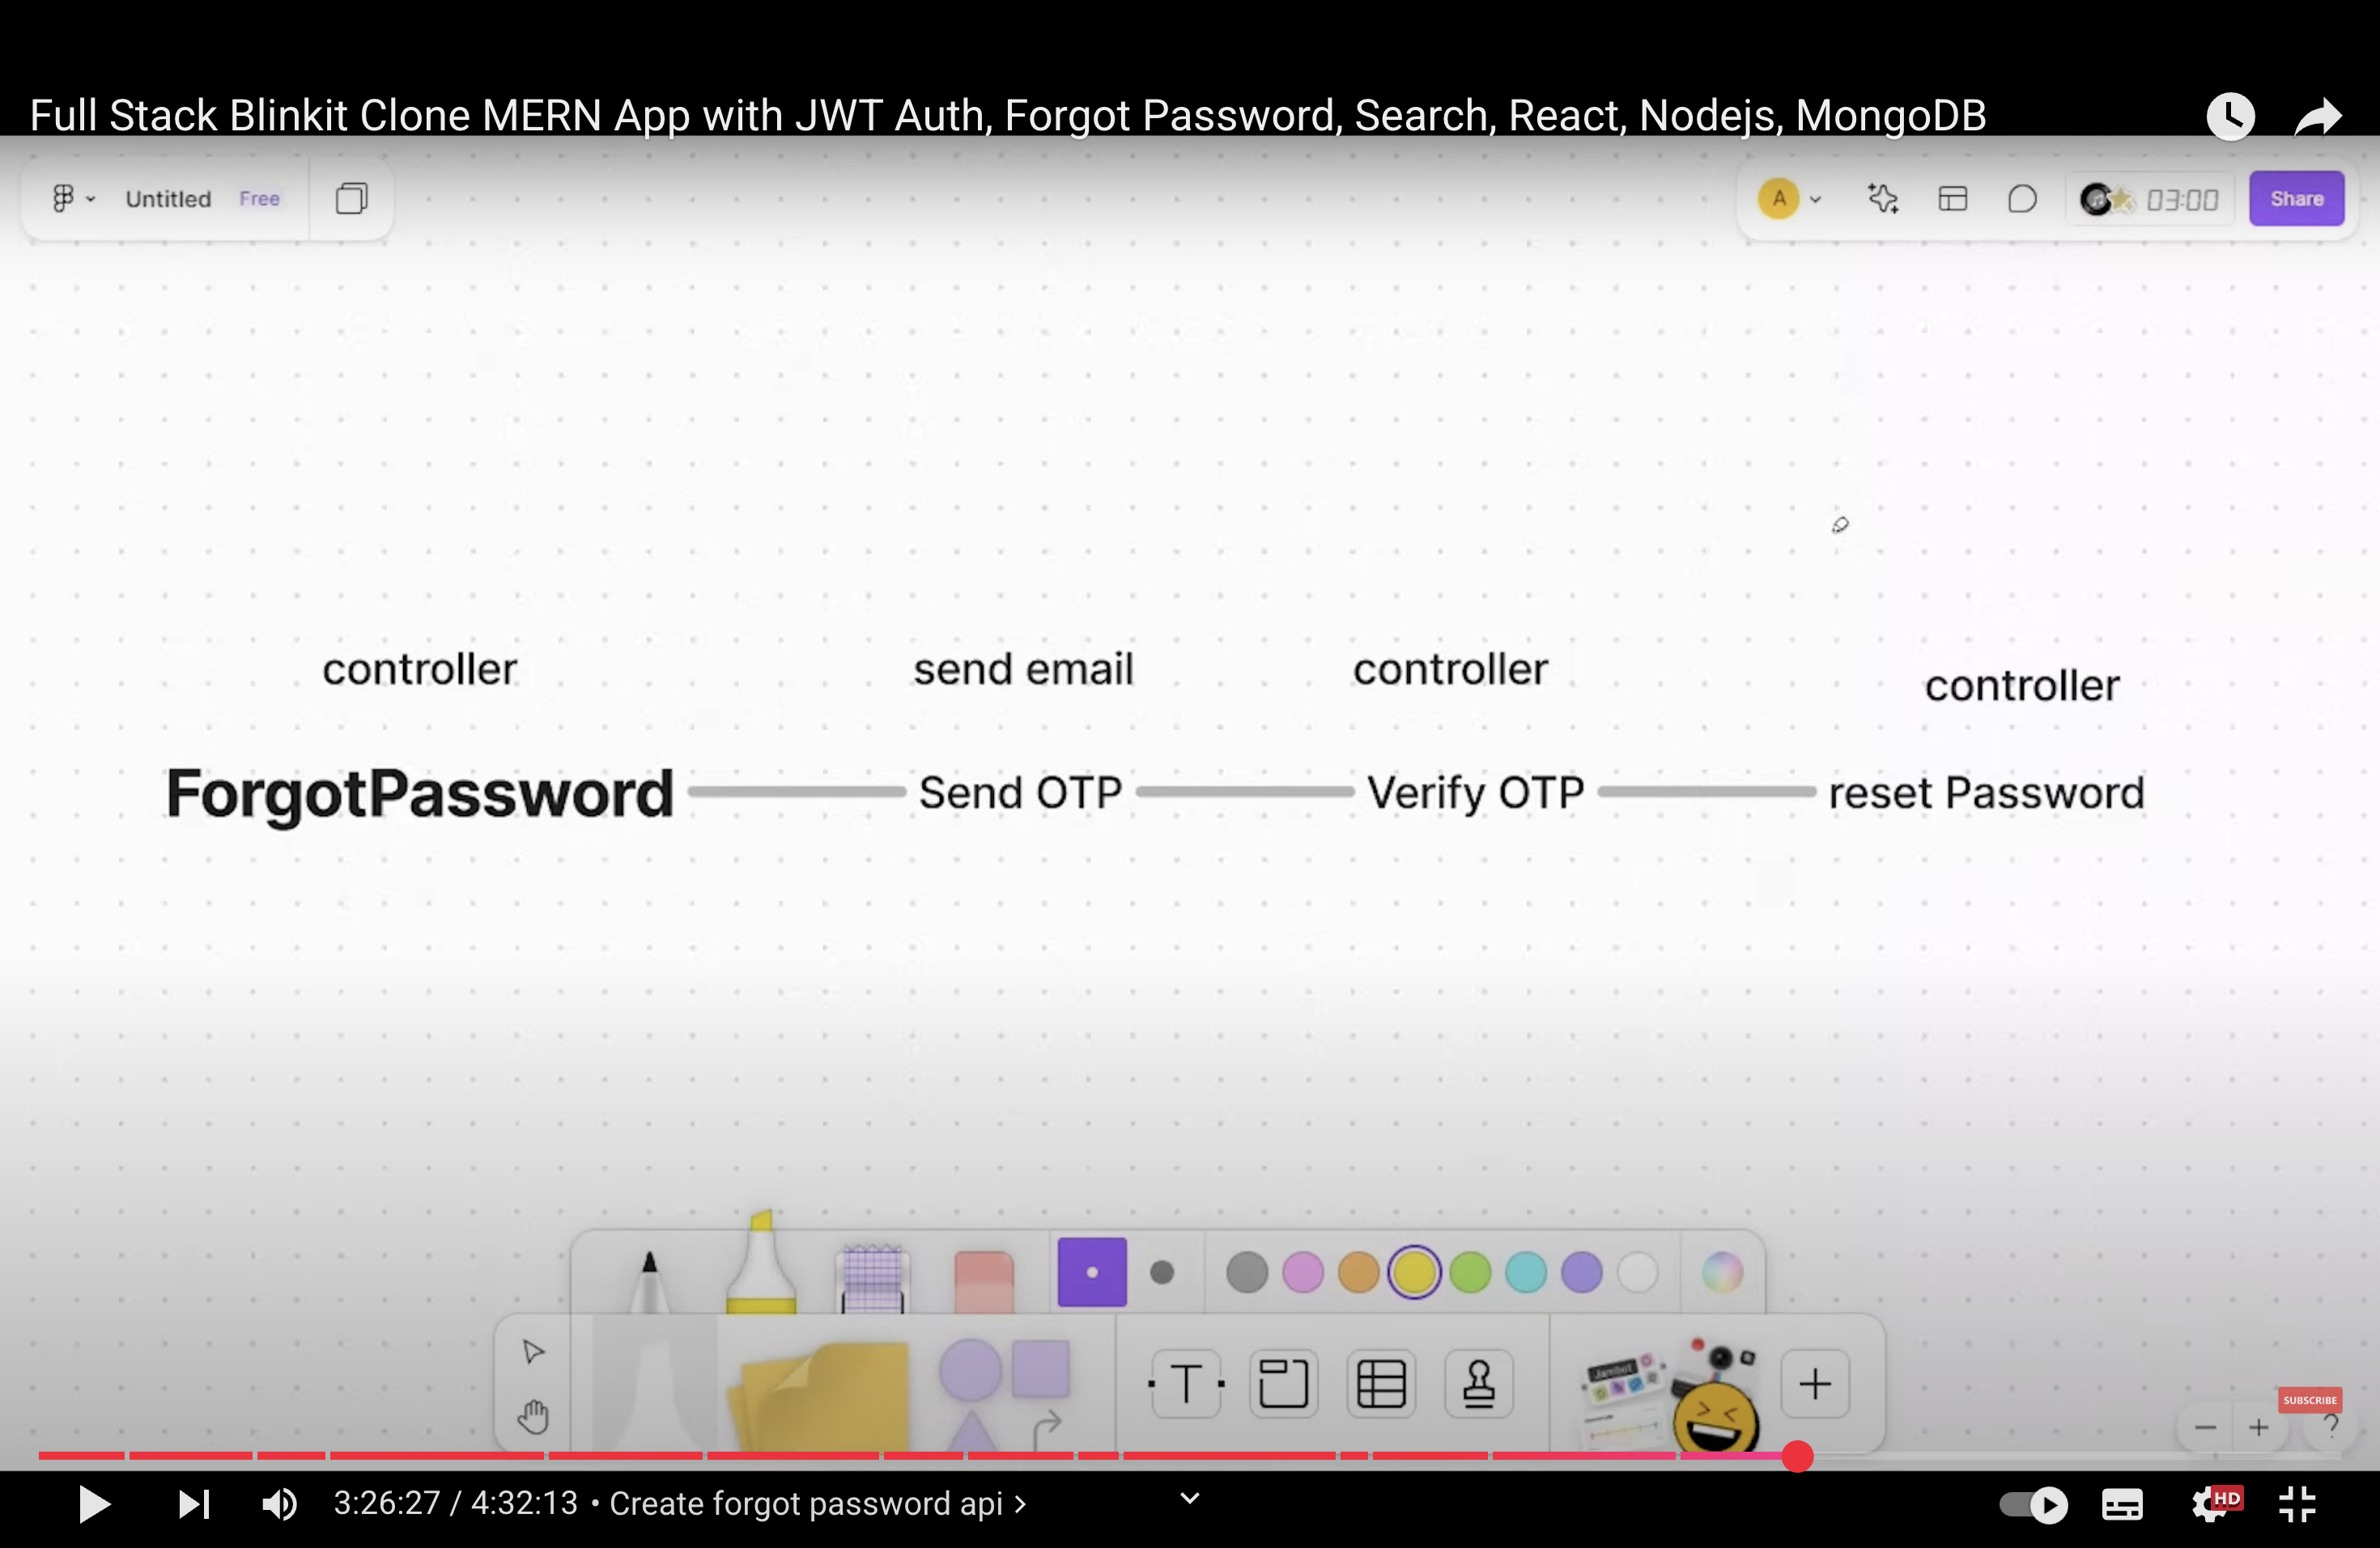 Full Stack Blinkit Clone MERN App with JWT Auth, Forgot Password, Search, React, Nodejs, MongoDB
Untitled Free
A 03:00 Share
controller send email controller controller
ForgotPassword Send OTP Verify OTP reset Password
T
Jambot
SUBSCRIBE
?
3:26:27 / 4:32:13 • Create forgot password api >
HD